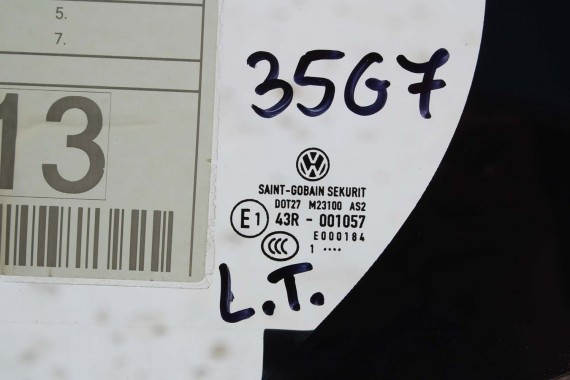 5.
7.
13
35G7
SAINT-GOBAIN SEKURIT
DOT27 M23100 AS2
E1 43R - 001057
E000184
CCC 1 ....
L.T.